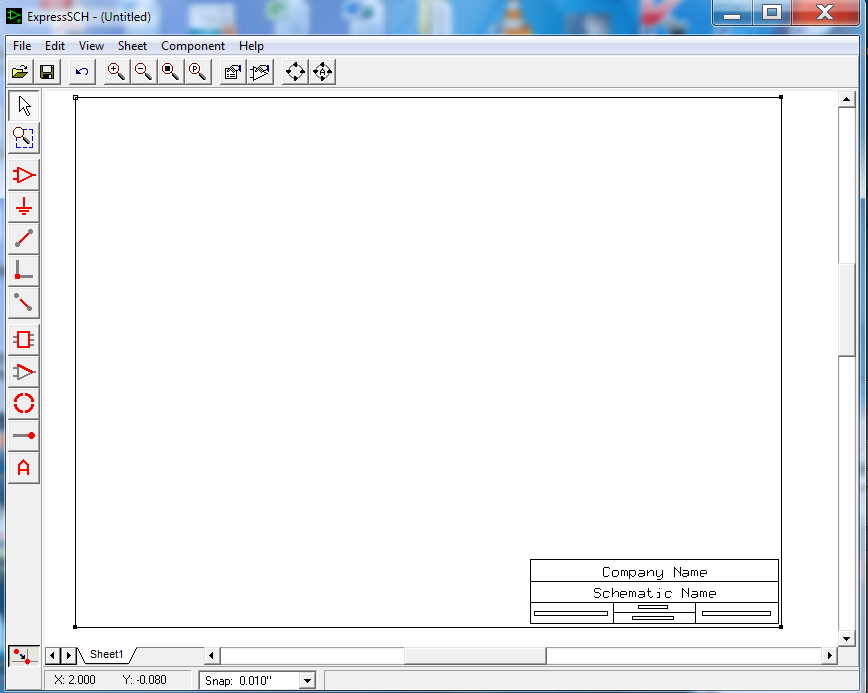 ExpressSCH - (Untitled)
File Edit View Sheet Component Help
P
A
A
Company Name
Schematic Name
Sheet1
X: 2.000 Y: -0.080 Snap: 0.010"